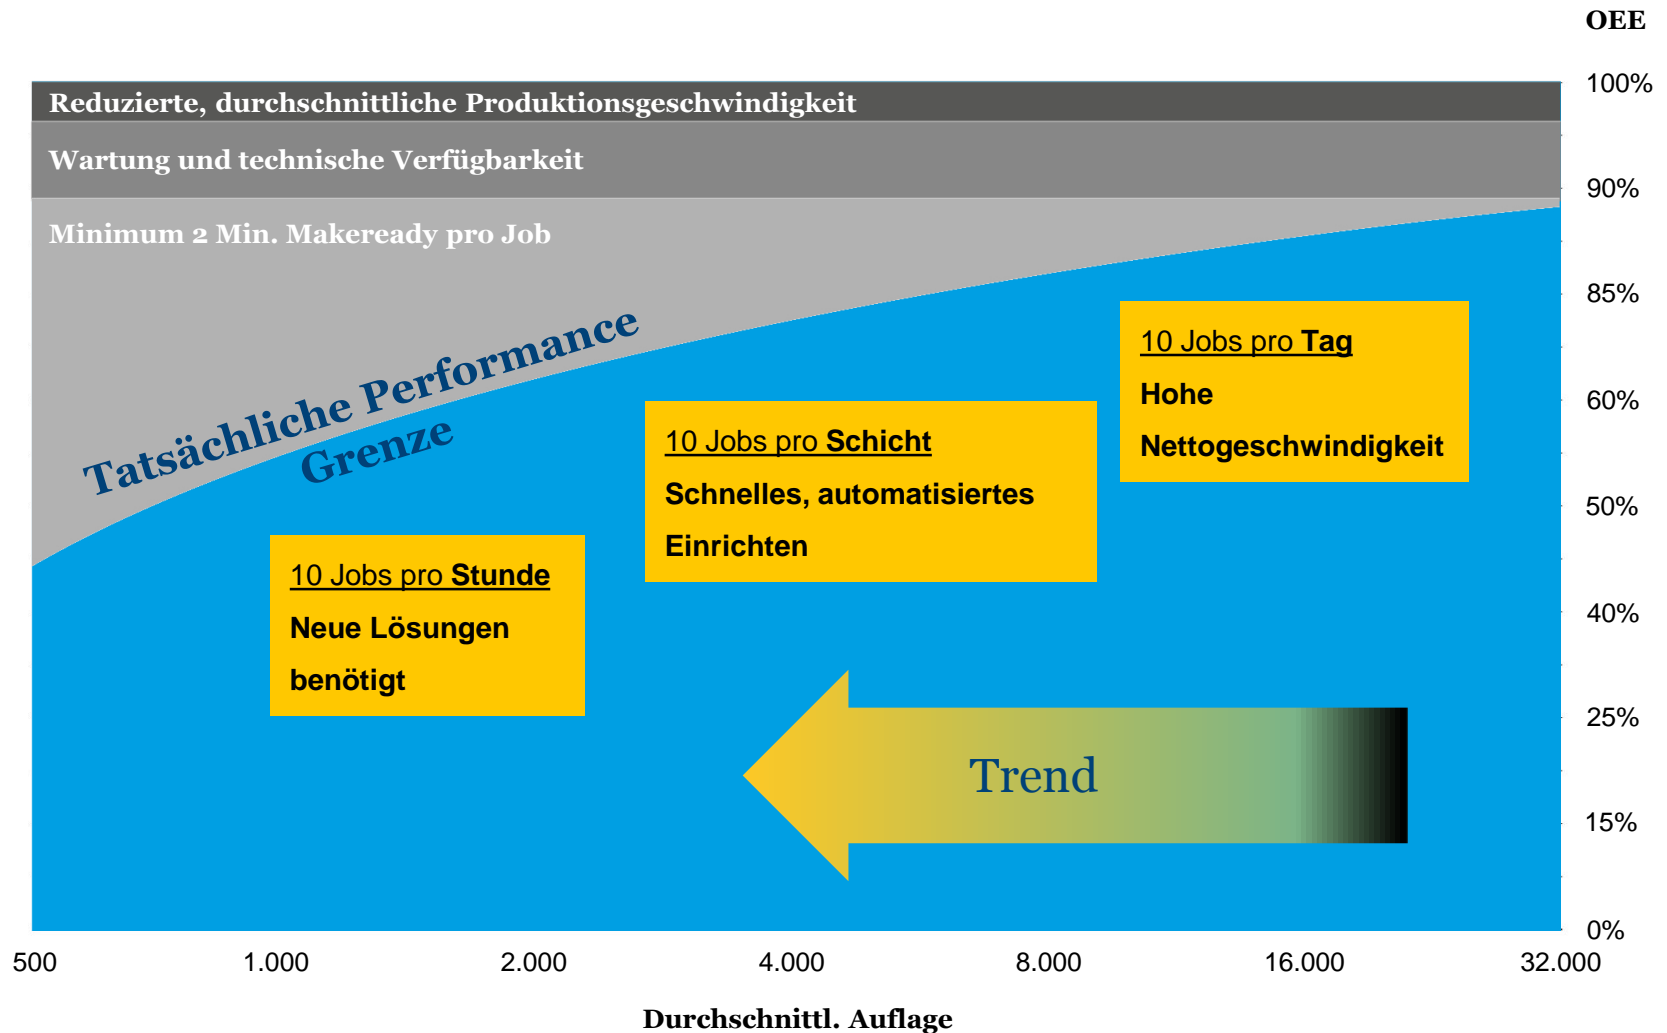 OEE
100%
Reduzierte, durchschnittliche Produktionsgeschwindigkeit
Wartung und technische Verfügbarkeit
90%
Minimum 2 Min. Makeready pro Job
85%
Tatsächliche Performance
Grenze
10 Jobs pro Tag
Hohe
Nettogeschwindigkeit
60%
10 Jobs pro Schicht
Schnelles, automatisiertes
Einrichten
50%
10 Jobs pro Stunde
Neue Lösungen
benötigt
40%
25%
Trend
15%
0%
500 1.000 2.000 4.000 8.000 16.000 32.000
Durchschnittl. Auflage